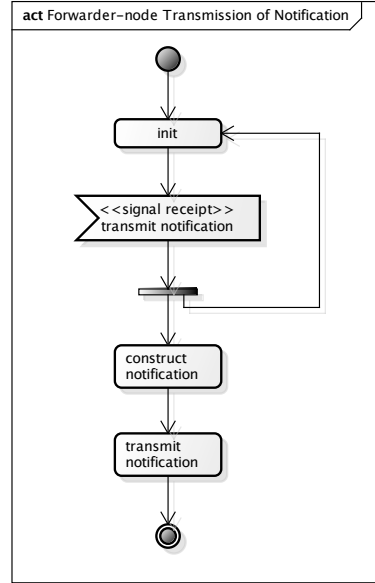 act Forwarder-node Transmission of Notification
init
<<signal receipt>>
transmit notification
construct
notification
transmit
notification